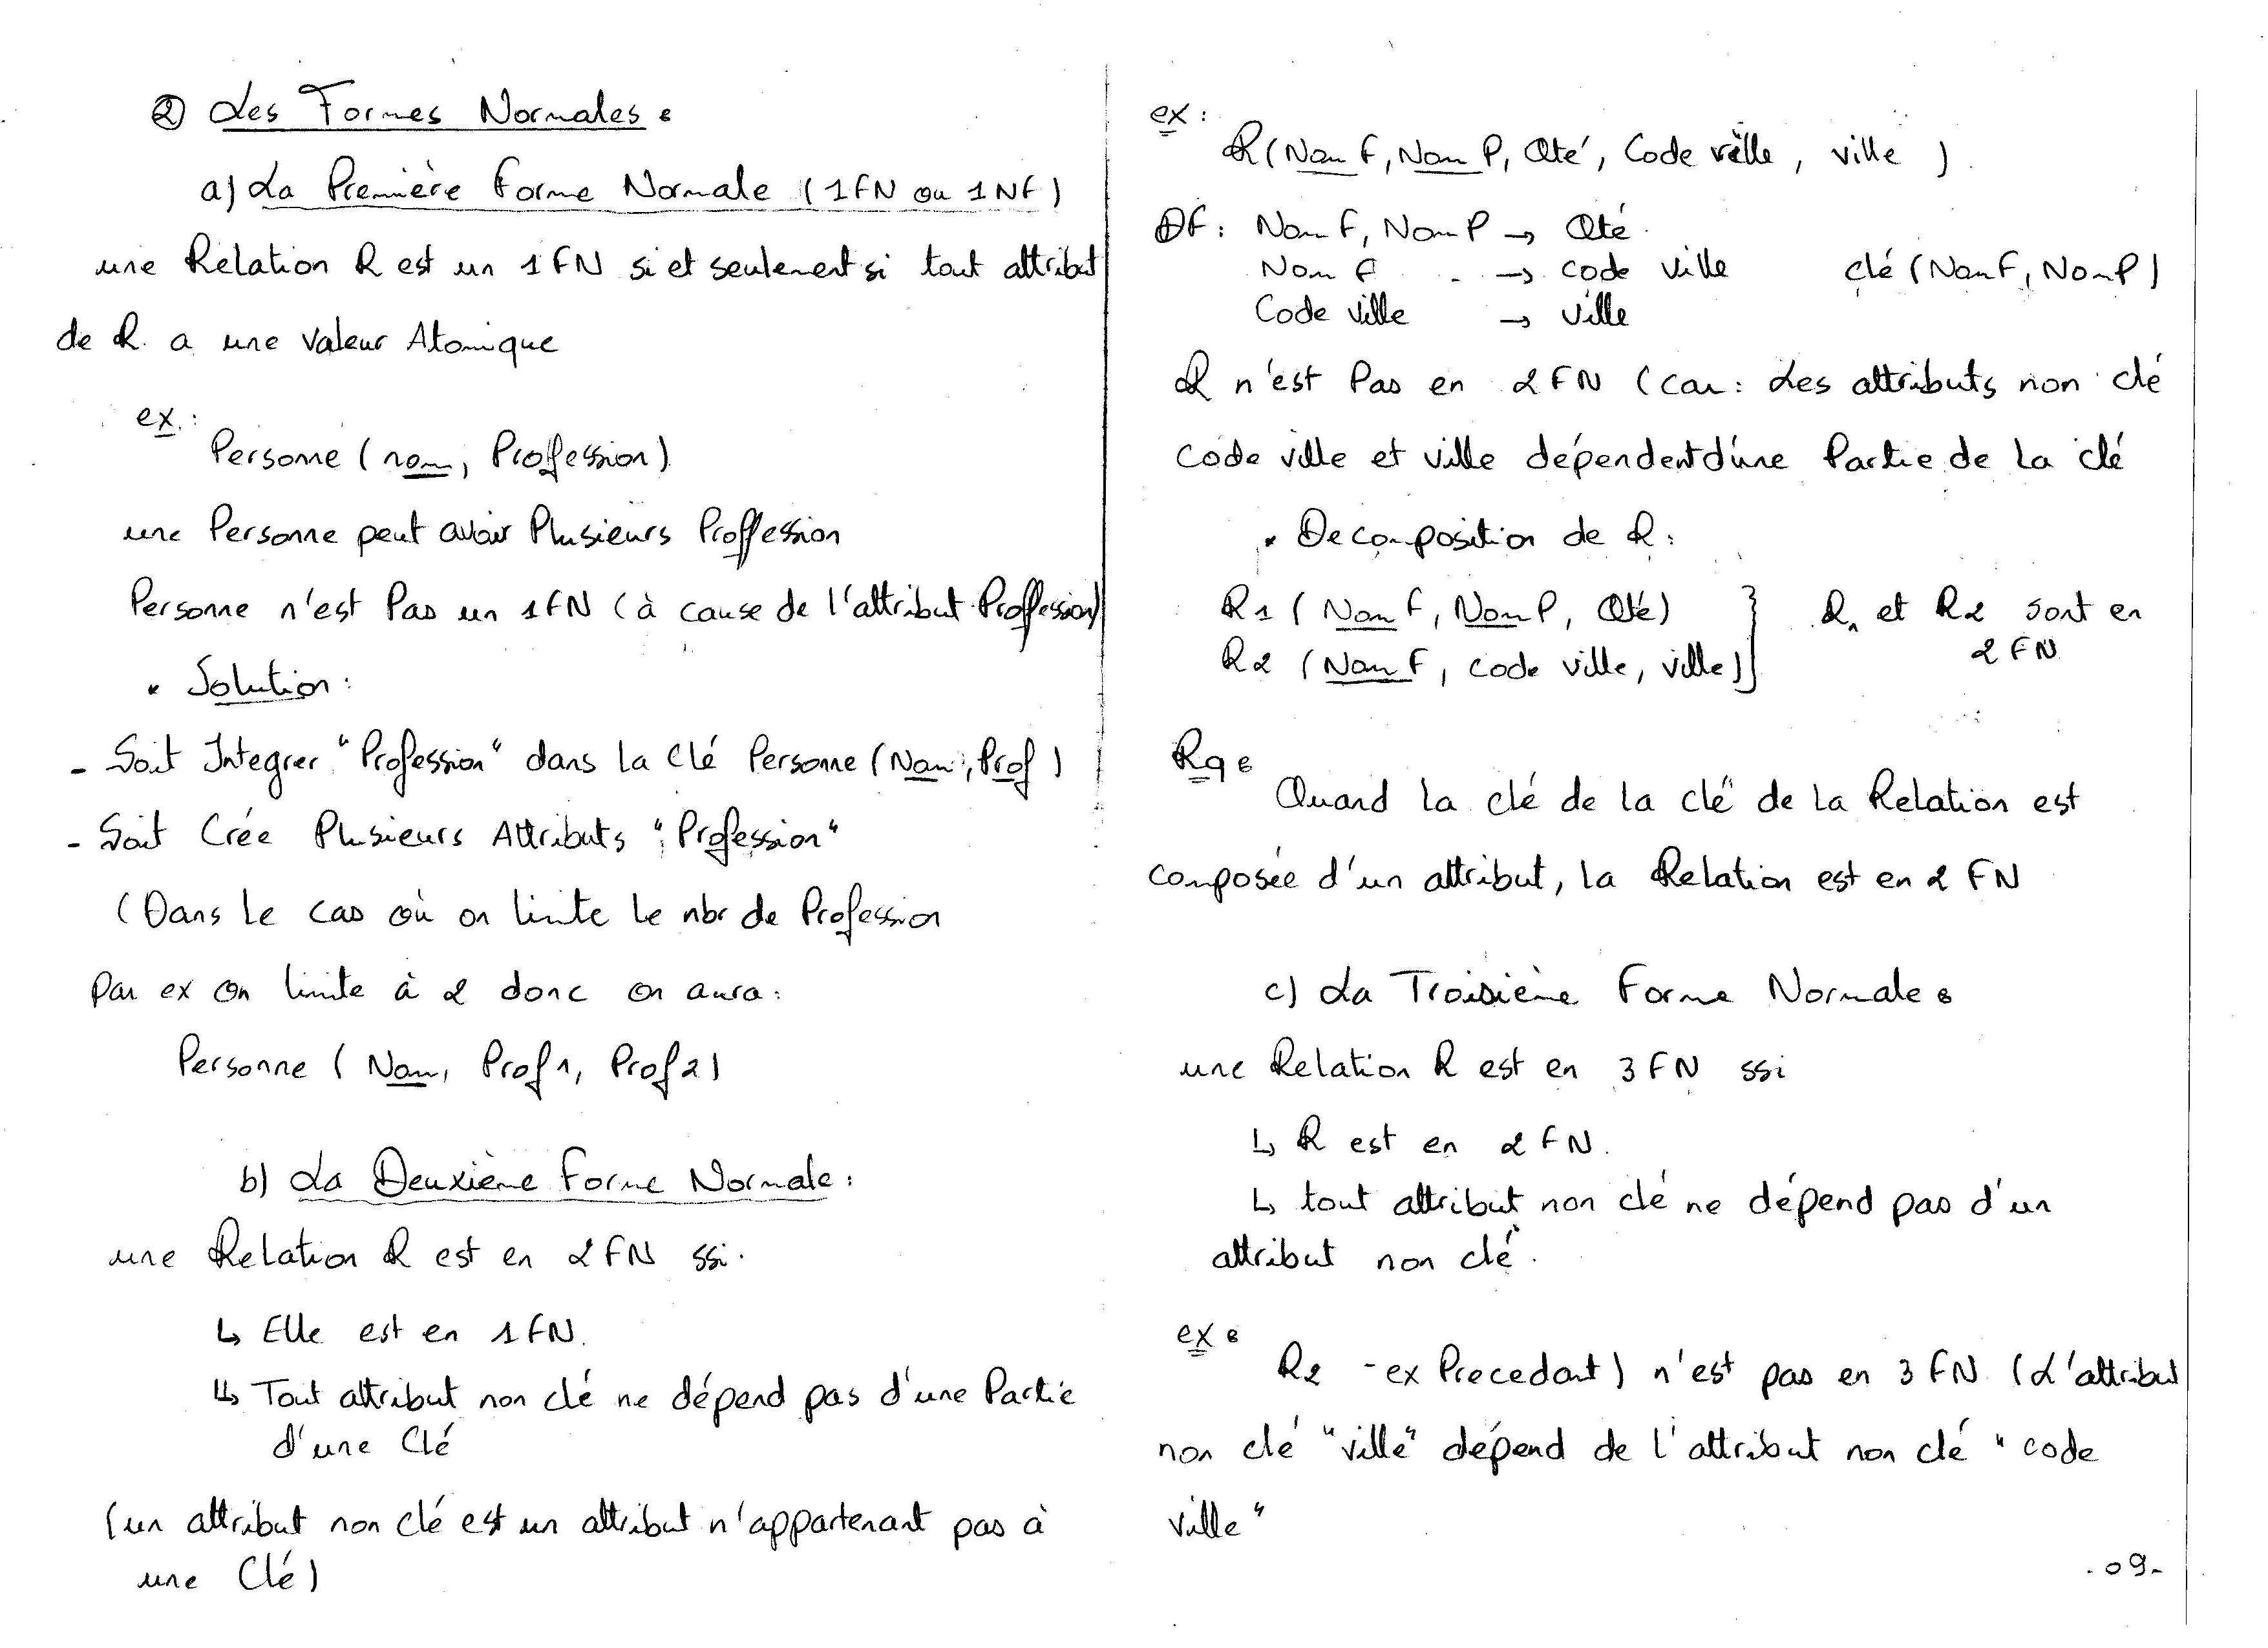 ② Les Formes Normales :
a) La Première Forme Normale (1FN ou 1NF)
une Relation R est un 1FN si et seulement si tout attribut
de R a une valeur Atomique
ex :
Personne (nom, Profession)
une Personne peut avoir Plusieurs Proffession
Personne n'est Pas un 1FN (à cause de l'attribut Proffession)
• Solution :
- Soit Integrer "Profession" dans la Clé Personne (Nom, Prof)
- Soit Crée Plusieurs Attributs "Profession"
(Dans le cas où on limite le nbr de Profession
Par ex on limite à 2 donc on aura :
Personne (Nom, Prof1, Prof2)
b) La Deuxième Forme Normale :
une Relation R est en 2FN ssi.
↳ Elle est en 1FN.
↳ Tout attribut non clé ne dépend pas d'une Partie
d'une Clé
(un attribut non clé est un attribut n'appartenant pas à
une Clé)
ex :
R(Nom F, Nom P, Qté, Code ville, ville)
DF : Nom F, Nom P → Qté
Nom F → code ville clé (Nom F, Nom P)
Code ville → ville
R n'est Pas en 2FN (car : Les attributs non clé
code ville et ville dépendent d'une Partie de la clé
• Decomposition de R :
R1 (Nom F, Nom P, Qté) } R1 et R2 sont en
R2 (Nom F, code ville, ville) 2FN
Rq :
Quand la clé de la clé de la Relation est
composée d'un attribut, la Relation est en 2FN
c) La Troisième Forme Normale :
une Relation R est en 3FN ssi
↳ R est en 2FN.
↳ tout attribut non clé ne dépend pas d'un
attribut non clé.
ex :
R2 -ex Precedant) n'est pas en 3FN (L'attribut
non clé "ville" dépend de l'attribut non clé "code
ville"
-09-